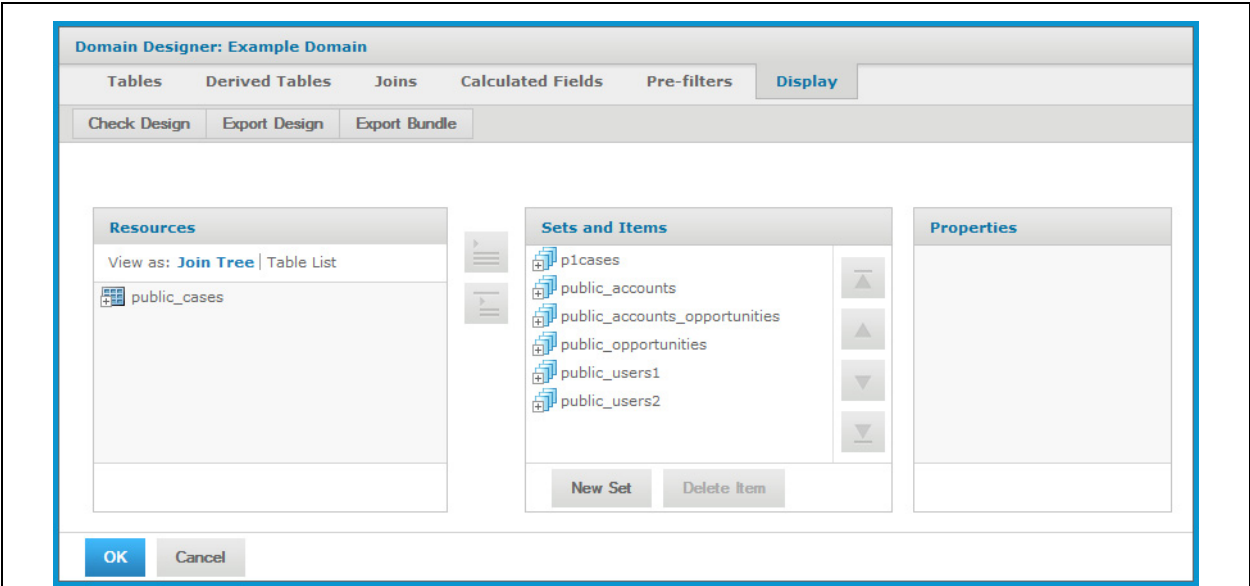 Domain Designer: Example Domain
Tables Derived Tables Joins Calculated Fields Pre-filters Display
Check Design Export Design Export Bundle
Resources
View as: Join Tree | Table List
public_cases
Sets and Items
p1cases
public_accounts
public_accounts_opportunities
public_opportunities
public_users1
public_users2
New Set Delete Item
Properties
OK Cancel